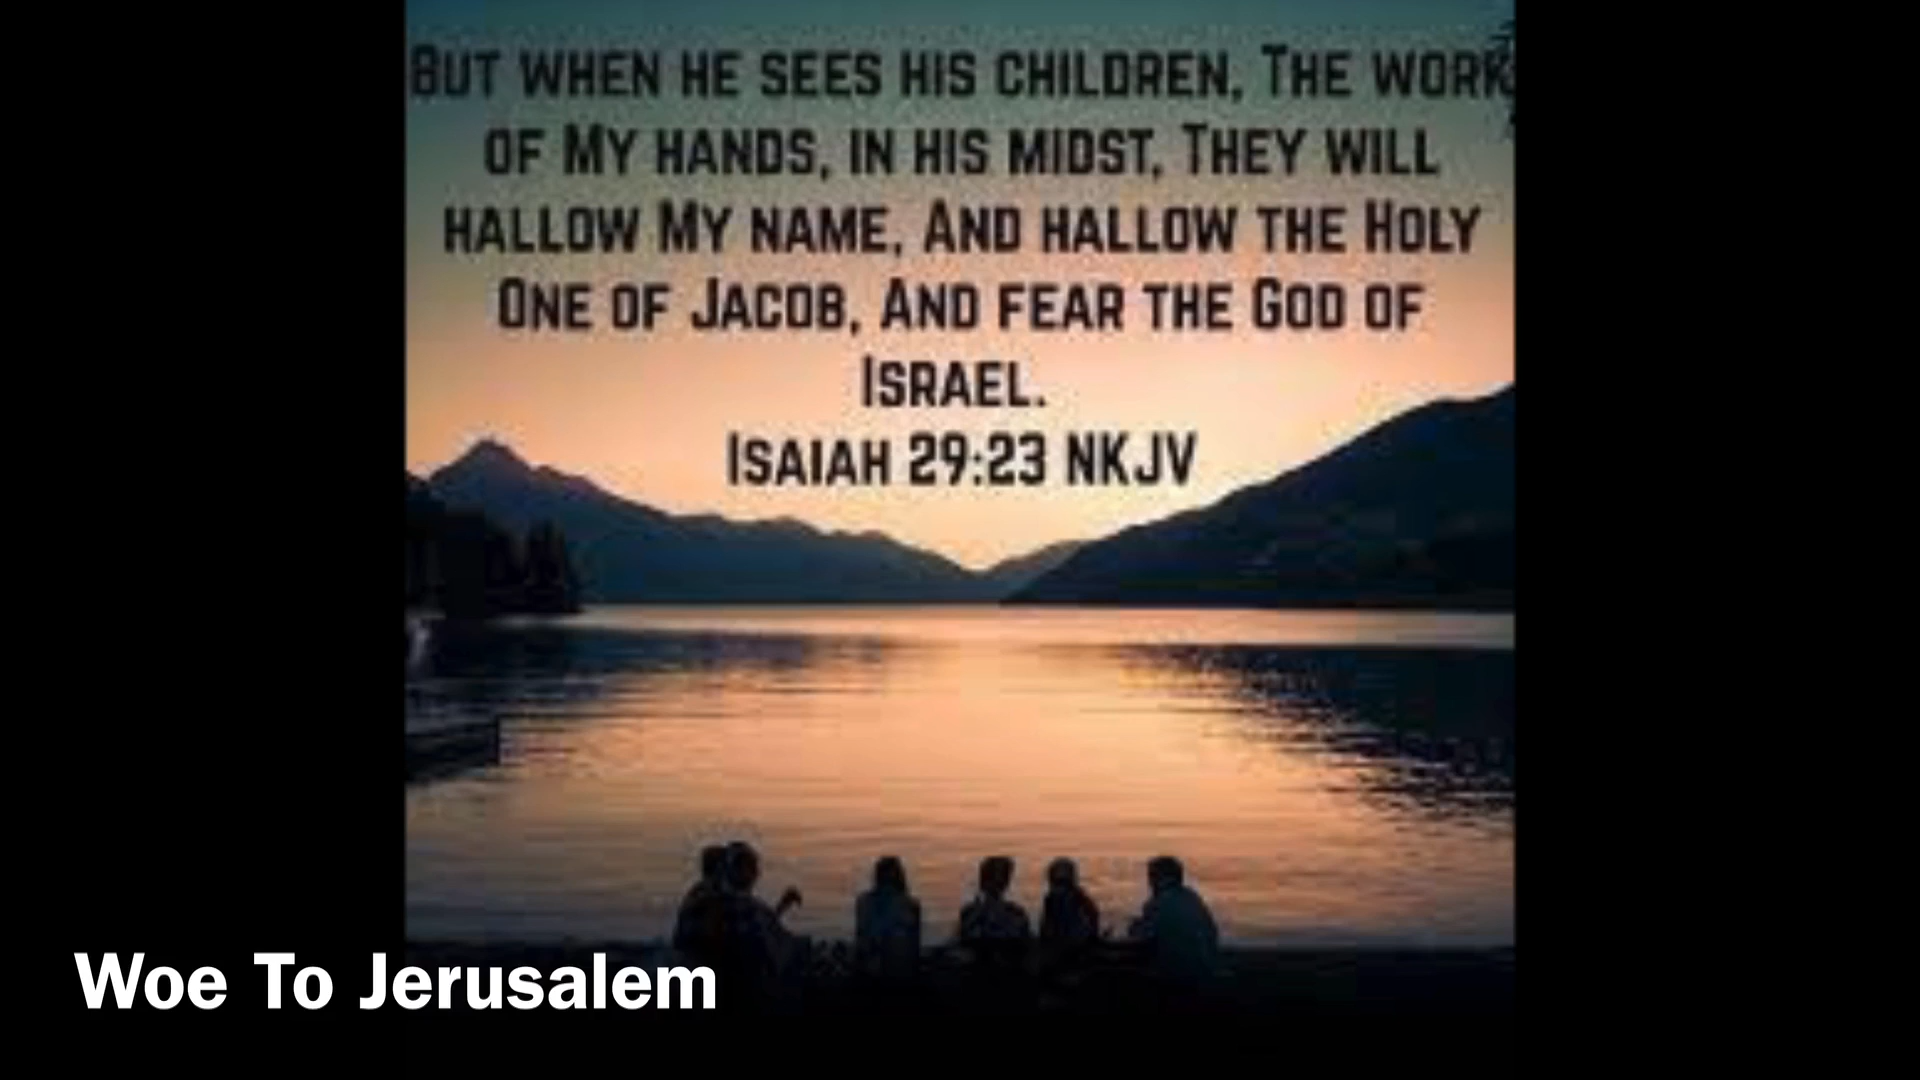 But when he sees his children, The work
of My hands, in his midst, They will
hallow My name, And hallow the Holy
One of Jacob, And fear the God of
Israel.
Isaiah 29:23 NKJV
Woe To Jerusalem